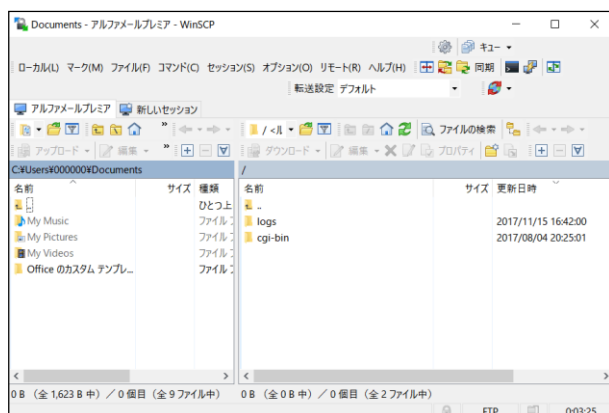 Documents - アルファメールプレミア - WinSCP
キュー
ローカル(L) マーク(M) ファイル(F) コマンド(C) セッション(S) オプション(O) リモート(R) ヘルプ(H) 同期
転送設定 デフォルト
アルファメールプレミア 新しいセッション
/ <ル ファイルの検索
アップロード 編集 ダウンロード 編集 プロパティ
C:¥Users¥000000¥Documents /
名前 サイズ 種類 名前 サイズ 更新日時
.. ひとつ上 ..
My Music ファイル logs 2017/11/15 16:42:00
My Pictures ファイル cgi-bin 2017/08/04 20:25:01
My Videos ファイル
Office のカスタム テンプレ... ファイル
0 B (全 1,623 B 中) / 0 個目 (全 9 ファイル中) 0 B (全 0 B 中) / 0 個目 (全 2 ファイル中)
FTP 0:03:25